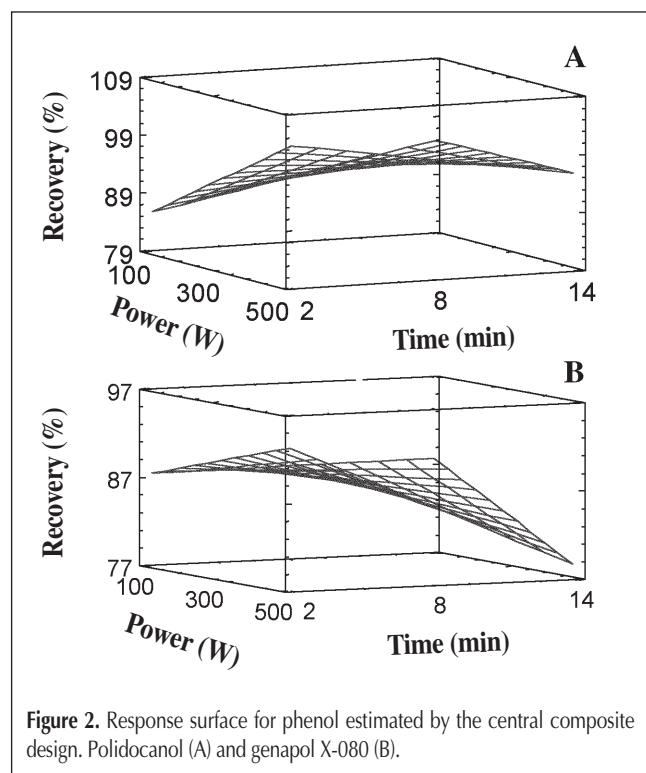 A
109
99
89
79
Recovery (%)
100
300
500
Power (W)
2
8
14
Time (min)
B
97
87
77
Recovery (%)
100
300
500
Power (W)
2
8
14
Time (min)
Figure 2. Response surface for phenol estimated by the central composite
design. Polidocanol (A) and genapol X-080 (B).